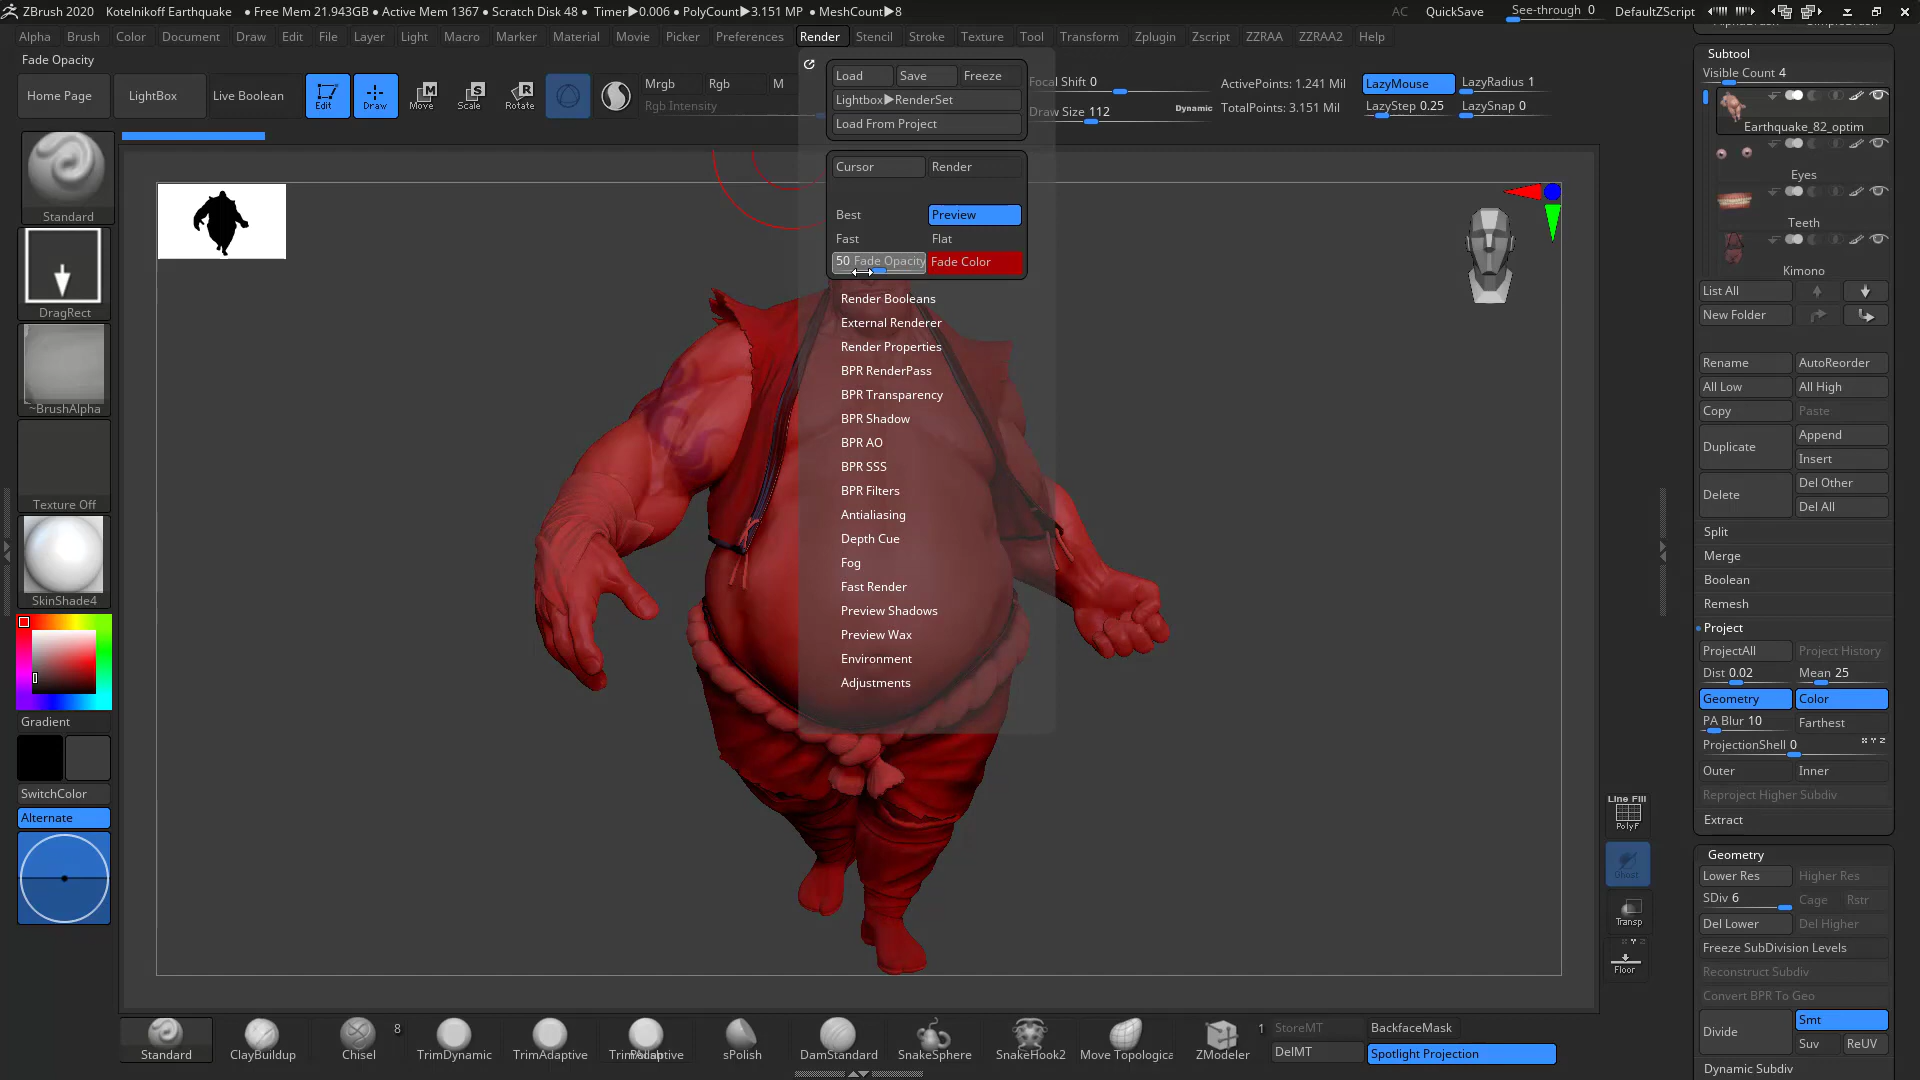 ZBrush 2020 Kotelnikoff Earthquake • Free Mem 21.943GB • Active Mem 1367 • Scratch Disk 48 • Timer▶0.006 • PolyCount▶3.151 MP • MeshCount▶8 AC QuickSave See-through 0 DefaultZScript
Alpha Brush Color Document Draw Edit File Layer Light Macro Marker Material Movie Picker Preferences Render Stencil Stroke Texture Tool Transform Zplugin Zscript ZZRAA ZZRAA2 Help
Fade Opacity
Home Page LightBox Live Boolean Edit Draw Move Scale Rotate Mrgb Rgb M
Rgb Intensity
Focal Shift 0
Draw Size 112 Dynamic
ActivePoints: 1.241 Mil
TotalPoints: 3.151 Mil
LazyMouse LazyRadius 1
LazyStep 0.25 LazySnap 0
Load Save Freeze
Lightbox▶RenderSet
Load From Project
Cursor Render
Best Preview
Fast Flat
50 Fade Opacity Fade Color
Render Booleans
External Renderer
Render Properties
BPR RenderPass
BPR Transparency
BPR Shadow
BPR AO
BPR SSS
BPR Filters
Antialiasing
Depth Cue
Fog
Fast Render
Preview Shadows
Preview Wax
Environment
Adjustments
Standard
DragRect
~BrushAlpha
Texture Off
SkinShade4
Gradient
SwitchColor
Alternate
Line Fill
PolyF
Ghost
Transp
Floor
Subtool
Visible Count 4
Earthquake_82_optim
Eyes
Teeth
Kimono
List All
New Folder
Rename AutoReorder
All Low All High
Copy Paste
Duplicate Append
Insert
Delete Del Other
Del All
Split
Merge
Boolean
Remesh
Project
ProjectAll Project History
Dist 0.02 Mean 25
Geometry Color
PA Blur 10 Farthest
ProjectionShell 0
Outer Inner
Reproject Higher Subdiv
Extract
Geometry
Lower Res Higher Res
SDiv 6 Cage Rstr
Del Lower Del Higher
Freeze SubDivision Levels
Reconstruct Subdiv
Convert BPR To Geo
Divide Smt
Suv ReUV
Dynamic Subdiv
Standard ClayBuildup Chisel 8 TrimDynamic TrimAdaptive sPolish DamStandard SnakeSphere SnakeHook2 Move Topologica ZModeler 1
StoreMT BackfaceMask
DelMT Spotlight Projection